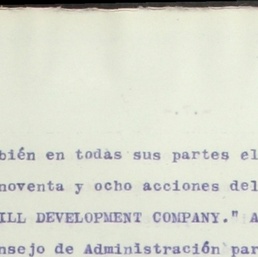 bién en todas sus partes el
noventa y ocho acciones del
ILL DEVELOPMENT COMPANY." A
nsejo de Administración par